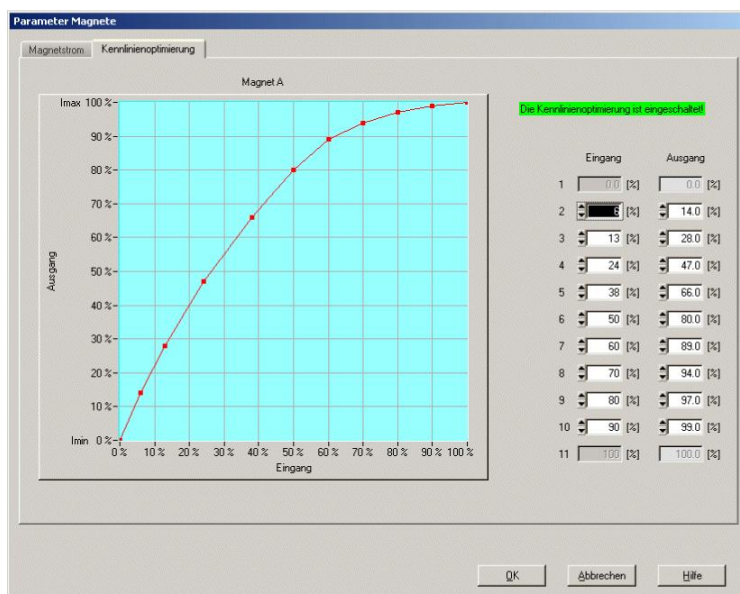 Parameter Magnete
Magnetstrom Kennlinienoptimierung
Magnet A
Die Kennlinienoptimierung ist eingeschaltet!
Imax 100 %
90 %
80 %
70 %
60 %
50 %
40 %
30 %
20 %
10 %
Imin 0 %
Ausgang
0 % 10 % 20 % 30 % 40 % 50 % 60 % 70 % 80 % 90 % 100 %
Eingang
Eingang Ausgang
1 0.0 [%] 0.0 [%]
2 6 [%] 14.0 [%]
3 13 [%] 28.0 [%]
4 24 [%] 47.0 [%]
5 38 [%] 66.0 [%]
6 50 [%] 80.0 [%]
7 60 [%] 89.0 [%]
8 70 [%] 94.0 [%]
9 80 [%] 97.0 [%]
10 90 [%] 99.0 [%]
11 100 [%] 100.0 [%]
OK Abbrechen Hilfe